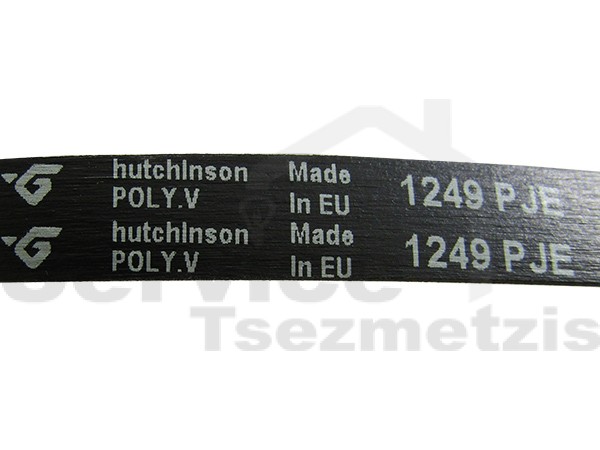 hutchInson Made 1249 PJE
POLY.V In EU
hutchInson Made 1249 PJE
POLY.V In EU
Service
Tsezmetzis